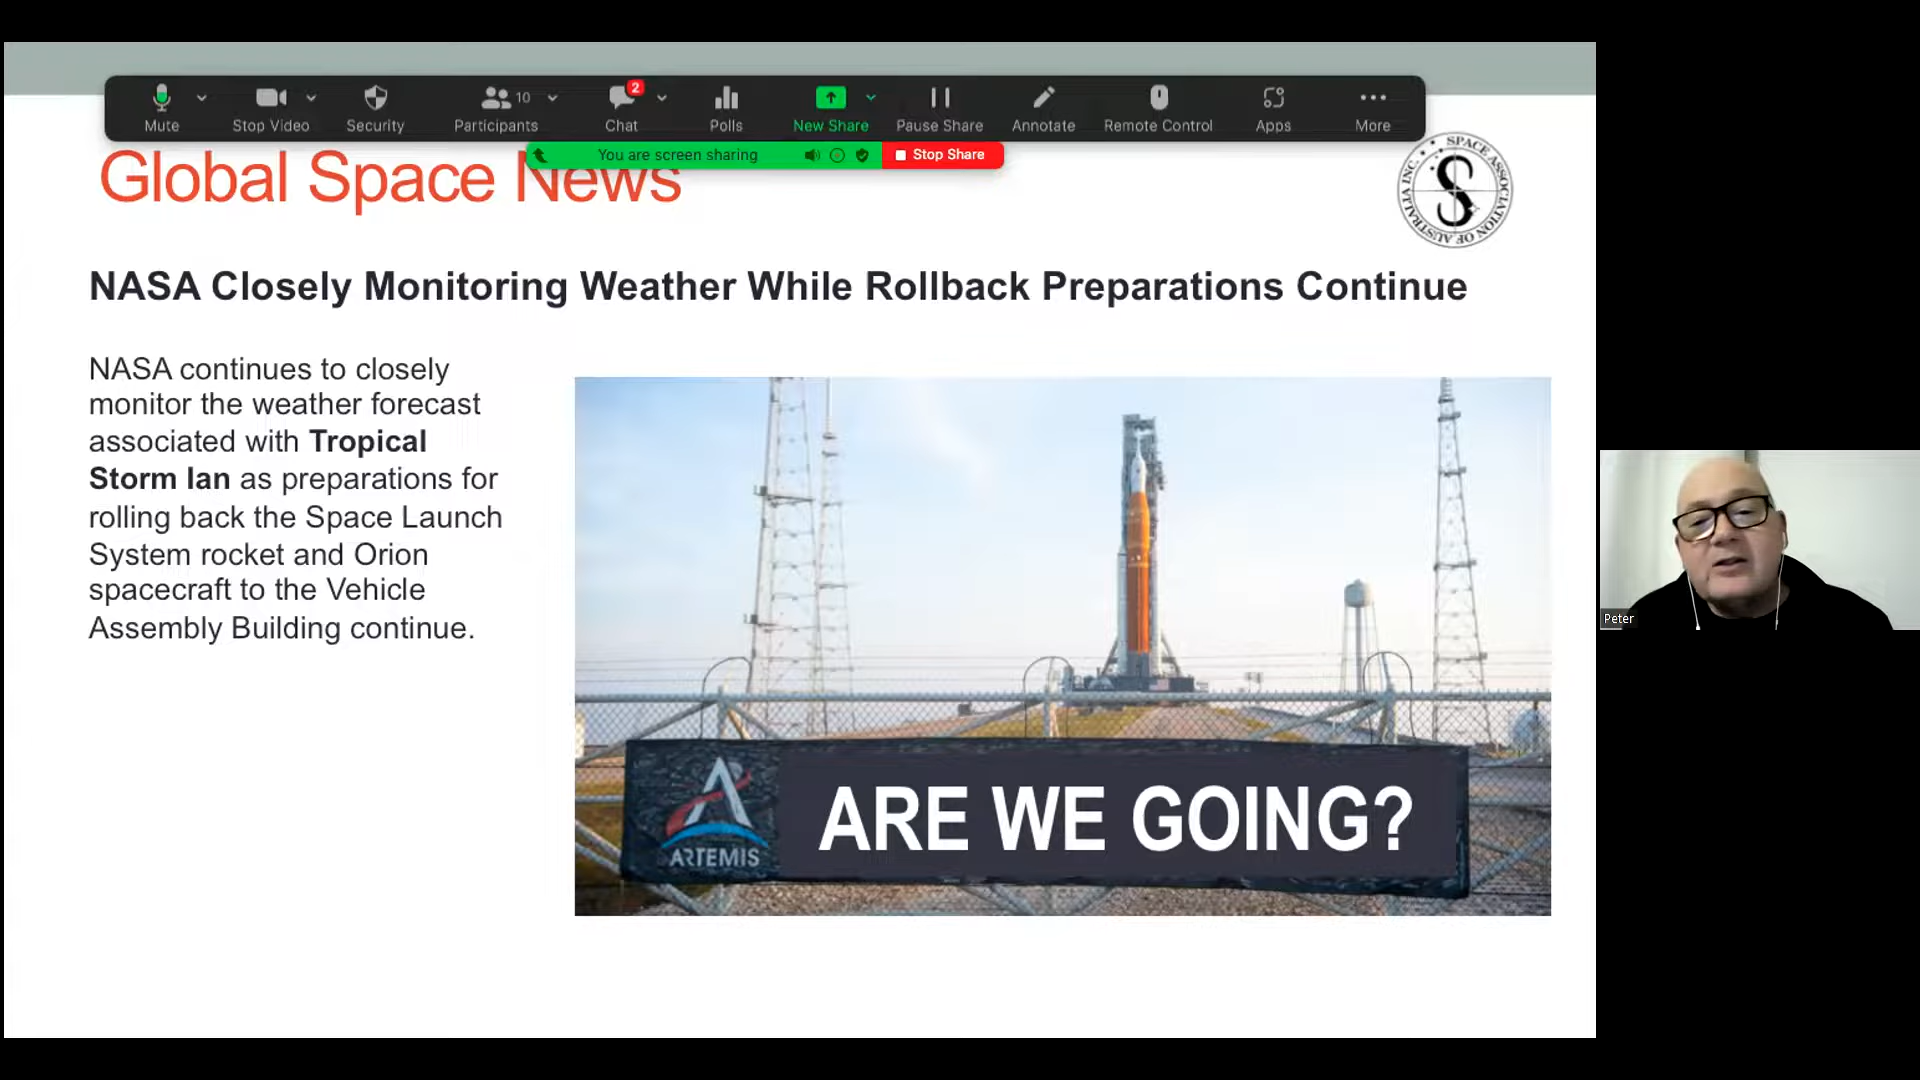 Mute
Stop Video
Security
10
Participants
2
Chat
Polls
New Share
Pause Share
Annotate
Remote Control
Apps
More
You are screen sharing
Stop Share
Global Space News
SPACE ASSOCIATION OF AUSTRALIA INC.
S
NASA Closely Monitoring Weather While Rollback Preparations Continue
NASA continues to closely
monitor the weather forecast
associated with Tropical
Storm Ian as preparations for
rolling back the Space Launch
System rocket and Orion
spacecraft to the Vehicle
Assembly Building continue.
ARTEMIS
ARE WE GOING?
Peter